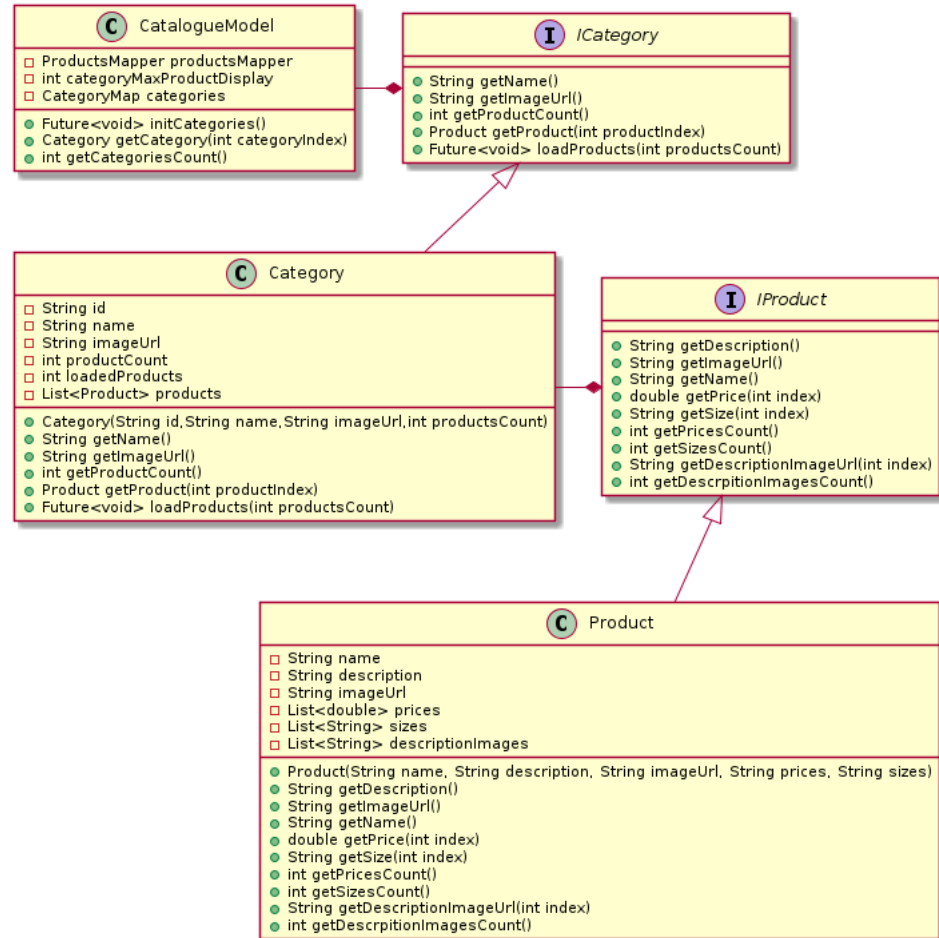 C CatalogueModel
ProductsMapper productsMapper
int categoryMaxProductDisplay
CategoryMap categories
Future<void> initCategories()
Category getCategory(int categoryIndex)
int getCategoriesCount()
I ICategory
String getName()
String getImageUrl()
int getProductCount()
Product getProduct(int productIndex)
Future<void> loadProducts(int productsCount)
C Category
String id
String name
String imageUrl
int productCount
int loadedProducts
List<Product> products
Category(String id,String name,String imageUrl,int productsCount)
String getName()
String getImageUrl()
int getProductCount()
Product getProduct(int productIndex)
Future<void> loadProducts(int productsCount)
I IProduct
String getDescription()
String getImageUrl()
String getName()
double getPrice(int index)
String getSize(int index)
int getPricesCount()
int getSizesCount()
String getDescriptionImageUrl(int index)
int getDescrpitionImagesCount()
C Product
String name
String description
String imageUrl
List<double> prices
List<String> sizes
List<String> descriptionImages
Product(String name, String description, String imageUrl, String prices, String sizes)
String getDescription()
String getImageUrl()
String getName()
double getPrice(int index)
String getSize(int index)
int getPricesCount()
int getSizesCount()
String getDescriptionImageUrl(int index)
int getDescrpitionImagesCount()